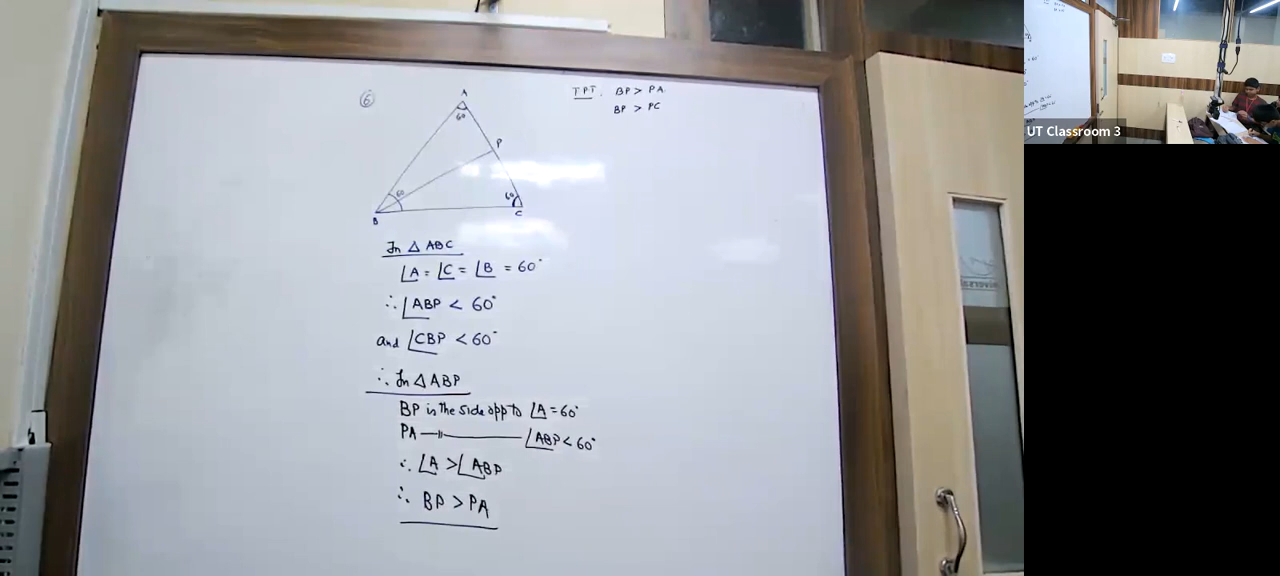 6
A
60
P
60
60
B
C
TPT. BP > PA
BP > PC
In △ ABC
∠A = ∠C = ∠B = 60°
∴ ∠ABP < 60°
and ∠CBP < 60°
∴ In △ ABP
BP is the side opp to ∠A = 60°
PA —||— ∠ABP < 60°
∴ ∠A > ∠ABP
∴ BP > PA
UT Classroom 3